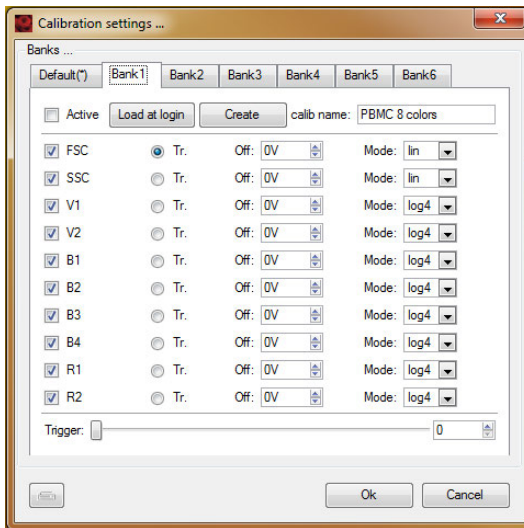 Calibration settings ...
Banks ...
Default(*) Bank1 Bank2 Bank3 Bank4 Bank5 Bank6
Active Load at login Create calib name: PBMC 8 colors
FSC Tr. Off: 0V Mode: lin
SSC Tr. Off: 0V Mode: lin
V1 Tr. Off: 0V Mode: log4
V2 Tr. Off: 0V Mode: log4
B1 Tr. Off: 0V Mode: log4
B2 Tr. Off: 0V Mode: log4
B3 Tr. Off: 0V Mode: log4
B4 Tr. Off: 0V Mode: log4
R1 Tr. Off: 0V Mode: log4
R2 Tr. Off: 0V Mode: log4
Trigger: 0
Ok Cancel